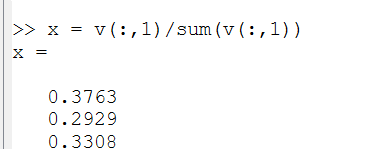 >> x = v(:,1)/sum(v(:,1))
x =
0.3763
0.2929
0.3308